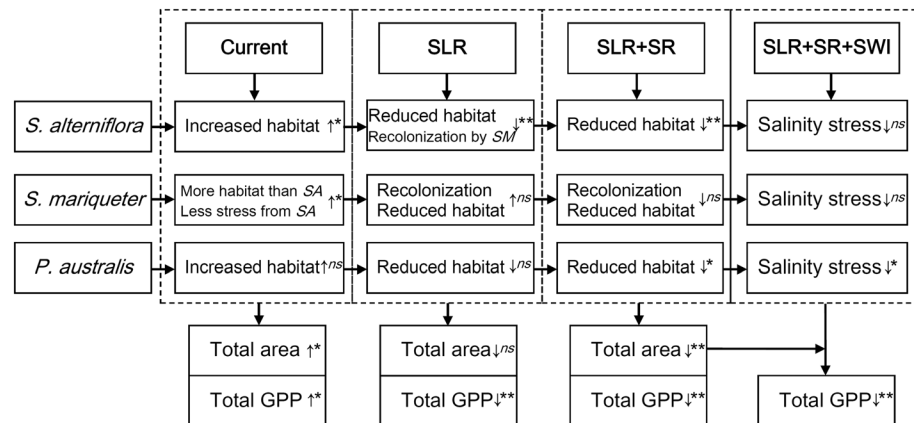 Current SLR SLR+SR SLR+SR+SWI
S. alterniflora Increased habitat ↑* Reduced habitat Recolonization by SM ↓** Reduced habitat ↓** Salinity stress ↓ns
S. mariqueter More habitat than SA Less stress from SA ↑* Recolonization Reduced habitat ↑ns Recolonization Reduced habitat ↓ns Salinity stress ↓ns
P. australis Increased habitat ↑ns Reduced habitat ↓ns Reduced habitat ↓* Salinity stress ↓*
Total area ↑* Total area ↓ns Total area ↓**
Total GPP ↑* Total GPP ↓** Total GPP ↓** Total GPP ↓**